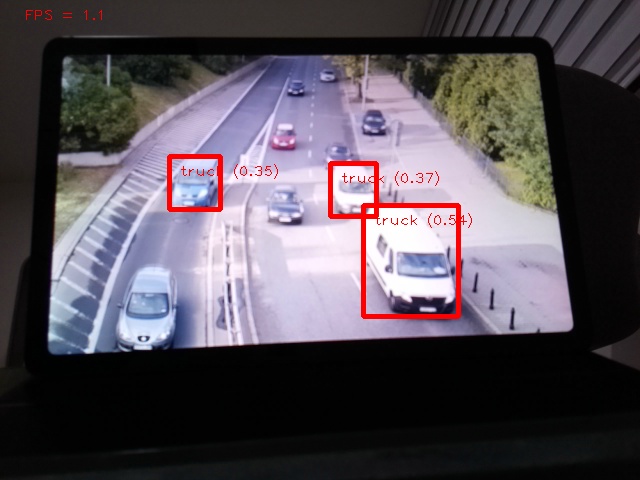 FPS = 1.1
truck (0.35)
truck (0.37)
truck (0.54)